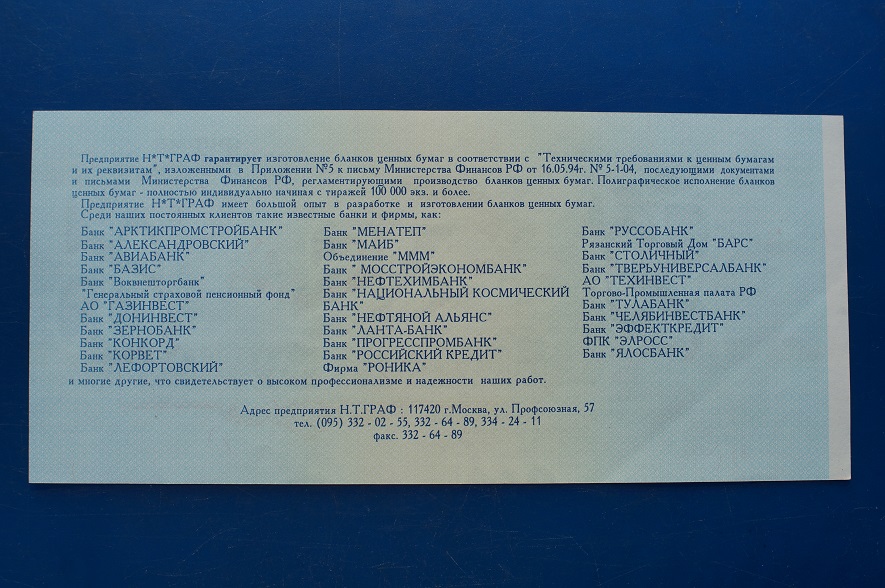 Предприятие Н*Т*ГРАФ гарантирует изготовление бланков ценных бумаг в соответствии с "Техническими требованиями к ценным бумагам
и их реквизитам", изложенными в Приложении №5 к письму Министерства Финансов РФ от 16.05.94г. № 5-1-04, последующими документами
и письмами Министерства Финансов РФ, регламентирующими производство бланков ценных бумаг. Полиграфическое исполнение бланков
ценных бумаг - полностью индивидуально начиная с тиражей 100 000 экз. и более.
Предприятие Н*Т*ГРАФ имеет большой опыт в разработке и изготовлении бланков ценных бумаг.
Среди наших постоянных клиентов такие известные банки и фирмы, как:
Банк "АРКТИКПРОМСТРОЙБАНК"
Банк "АЛЕКСАНДРОВСКИЙ"
Банк "АВИАБАНК"
Банк "БАЗИС"
Банк "Воквнешторгбанк"
"Генеральный страховой пенсионный фонд"
АО "ГАЗИНВЕСТ"
Банк "ДОНИНВЕСТ"
Банк "ЗЕРНОБАНК"
Банк "КОНКОРД"
Банк "КОРВЕТ"
Банк "ЛЕФОРТОВСКИЙ"
Банк "МЕНАТЕП"
Банк "МАИБ"
Объединение "МММ"
Банк " МОССТРОЙЭКОНОМБАНК"
Банк "НЕФТЕХИМБАНК"
Банк "НАЦИОНАЛЬНЫЙ КОСМИЧЕСКИЙ
БАНК"
Банк "НЕФТЯНОЙ АЛЬЯНС"
Банк "ЛАНТА-БАНК"
Банк "ПРОГРЕССПРОМБАНК"
Банк "РОССИЙСКИЙ КРЕДИТ"
Фирма "РОНИКА"
Банк "РУССОБАНК"
Рязанский Торговый Дом "БАРС"
Банк "СТОЛИЧНЫЙ"
Банк "ТВЕРЬУНИВЕРСАЛБАНК"
АО "ТЕХИНВЕСТ"
Торгово-Промышленная палата РФ
Банк "ТУЛАБАНК"
Банк "ЧЕЛЯБИНВЕСТБАНК"
Банк "ЭФФЕКТКРЕДИТ"
ФПК "ЭЛРОСС"
Банк "ЯЛОСБАНК"
и многие другие, что свидетельствует о высоком профессионализме и надежности наших работ.
Адрес предприятия Н.Т.ГРАФ : 117420 г.Москва, ул. Профсоюзная, 57
тел. (095) 332 - 02 - 55, 332 - 64 - 89, 334 - 24 - 11
факс. 332 - 64 - 89